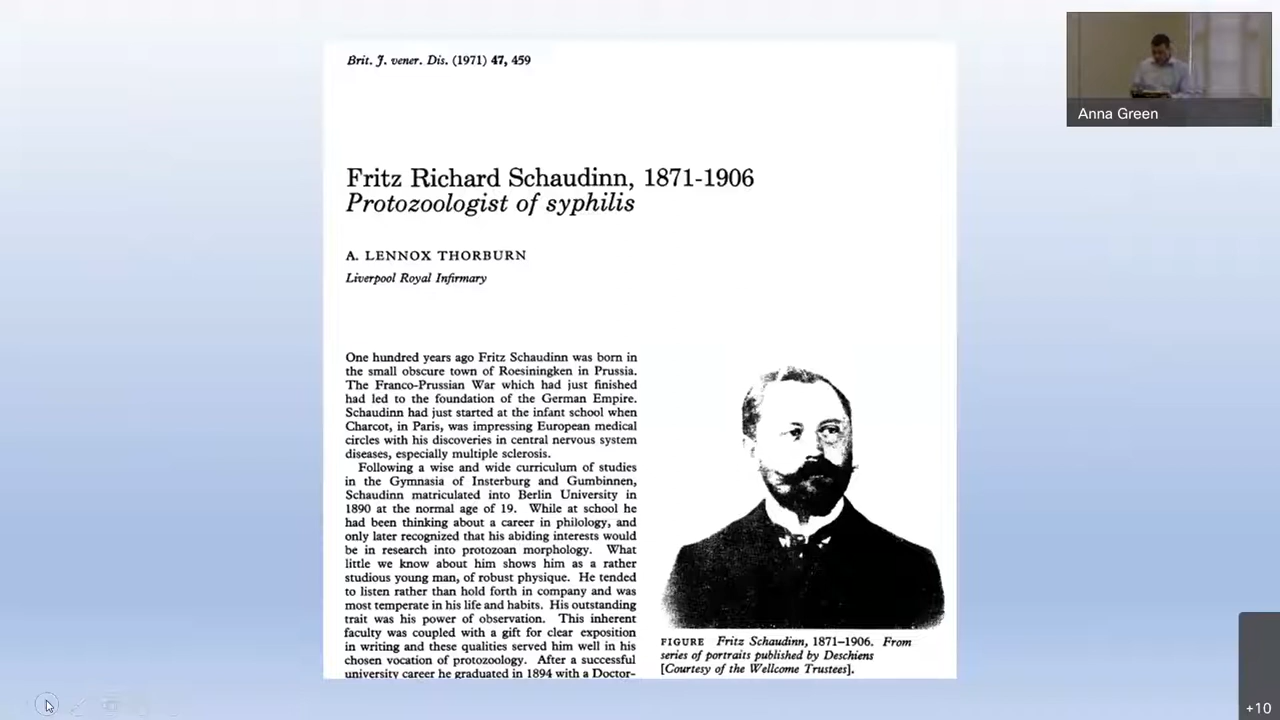 Brit. J. vener. Dis. (1971) 47, 459
Anna Green
Fritz Richard Schaudinn, 1871-1906
Protozoologist of syphilis
A. LENNOX THORBURN
Liverpool Royal Infirmary
One hundred years ago Fritz Schaudinn was born in
the small obscure town of Roesiningken in Prussia.
The Franco-Prussian War which had just finished
had led to the foundation of the German Empire.
Schaudinn had just started at the infant school when
Charcot, in Paris, was impressing European medical
circles with his discoveries in central nervous system
diseases, especially multiple sclerosis.
Following a wise and wide curriculum of studies
in the Gymnasia of Insterburg and Gumbinnen,
Schaudinn matriculated into Berlin University in
1890 at the normal age of 19. While at school he
had been thinking about a career in philology, and
only later recognized that his abiding interests would
be in research into protozoan morphology. What
little we know about him shows him as a rather
studious young man, of robust physique. He tended
to listen rather than hold forth in company and was
most temperate in his life and habits. His outstanding
trait was his power of observation. This inherent
faculty was coupled with a gift for clear exposition
in writing and these qualities served him well in his
chosen vocation of protozoology. After a successful
university career he graduated in 1894 with a Doctor-
FIGURE Fritz Schaudinn, 1871–1906. From
series of portraits published by Deschiens
[Courtesy of the Wellcome Trustees].
+10